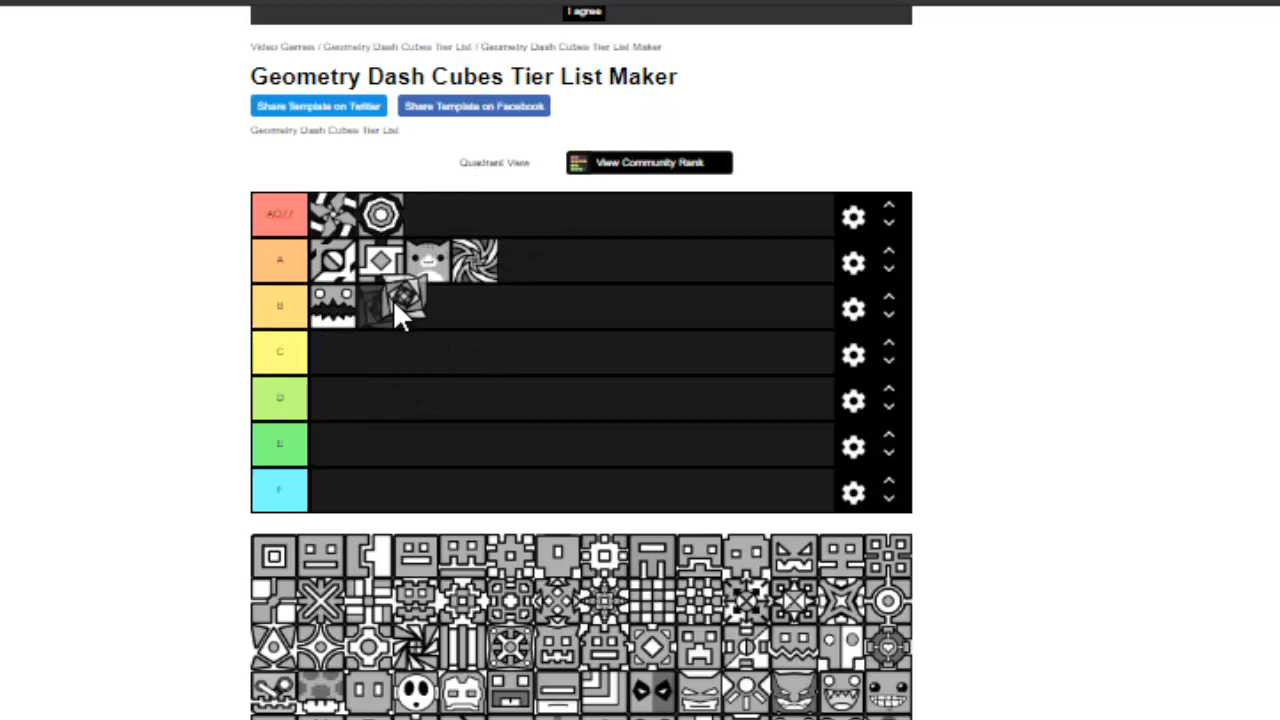 I agree
Video Games / Geometry Dash Cubes Tier List / Geometry Dash Cubes Tier List Maker
Geometry Dash Cubes Tier List Maker
Share Template on Twitter Share Template on Facebook
Geometry Dash Cubes Tier List
Quadrant View View Community Rank
A
B
C
D
E
F